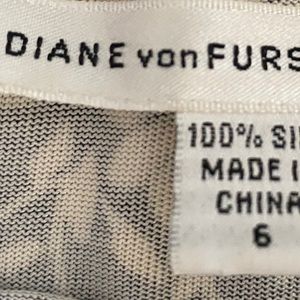 DIANE von FURS
100% SI
MADE I
CHINA
6